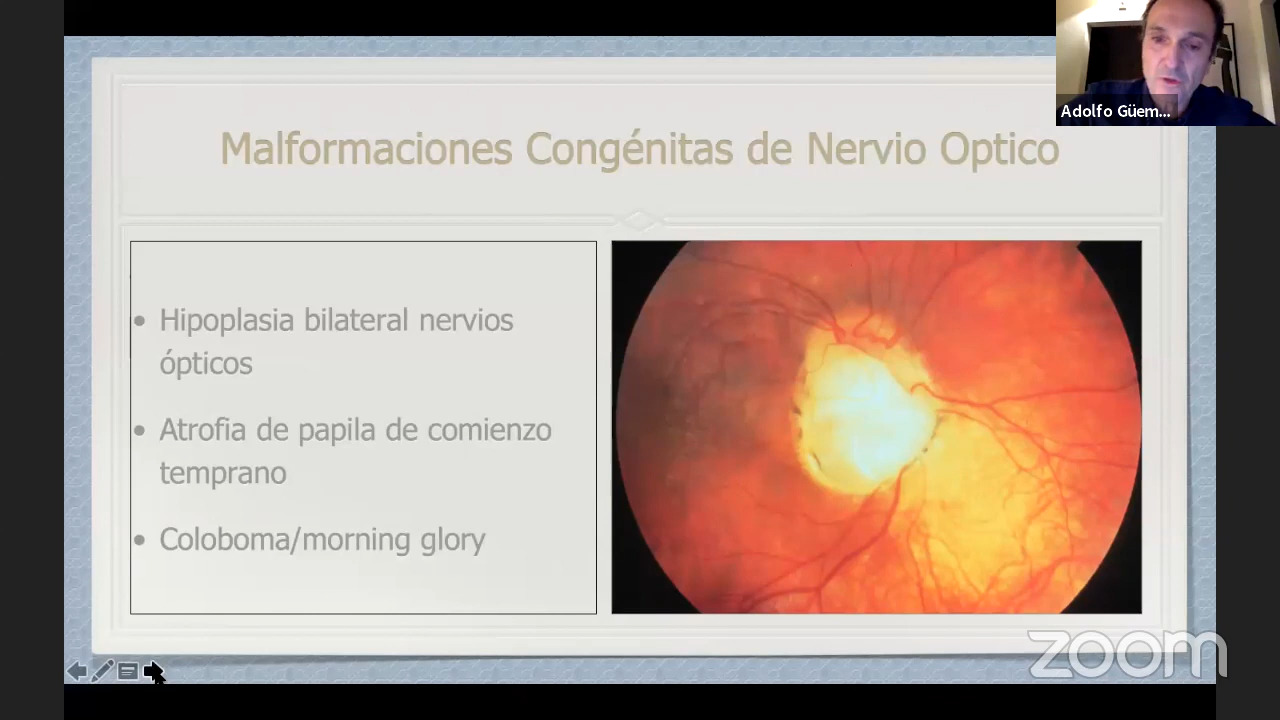 Adolfo Güem...
Malformaciones Congénitas de Nervio Optico
• Hipoplasia bilateral nervios
ópticos
• Atrofia de papila de comienzo
temprano
• Coloboma/morning glory
zoom